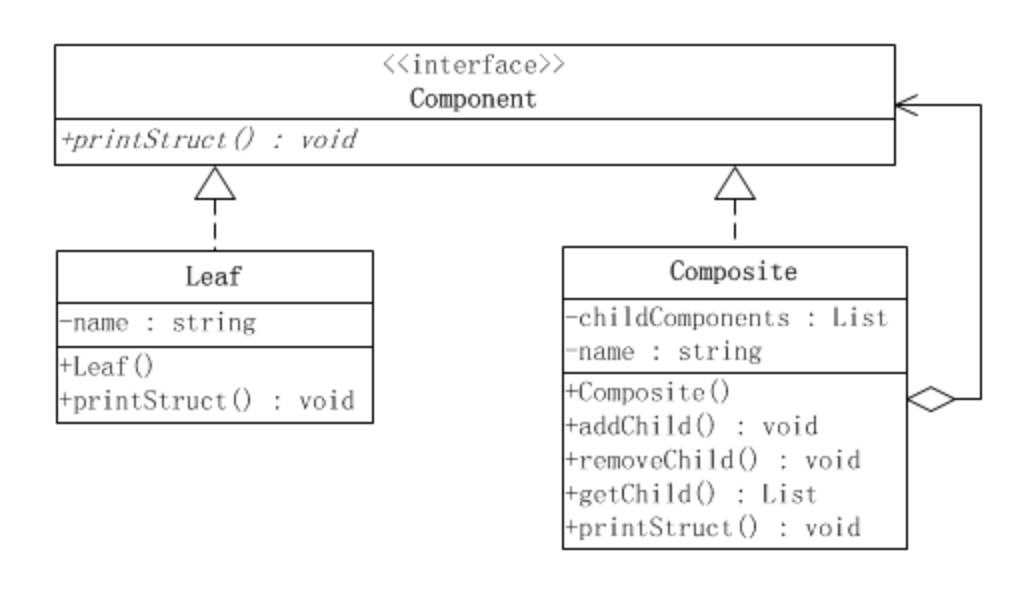 <<interface>>
Component
+printStruct() : void
Leaf
-name : string
+Leaf()
+printStruct() : void
Composite
-childComponents : List
-name : string
+Composite()
+addChild() : void
+removeChild() : void
+getChild() : List
+printStruct() : void